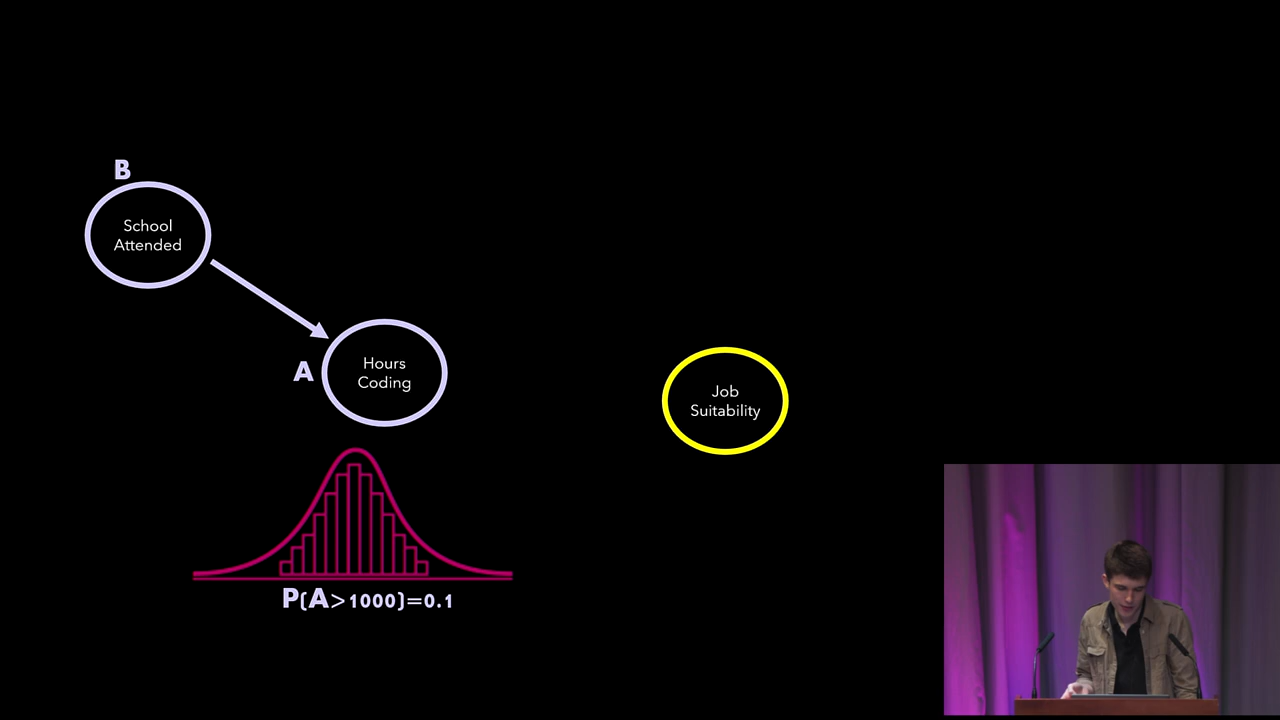 B
School
Attended
A
Hours
Coding
Job
Suitability
P(A>1000)=0.1